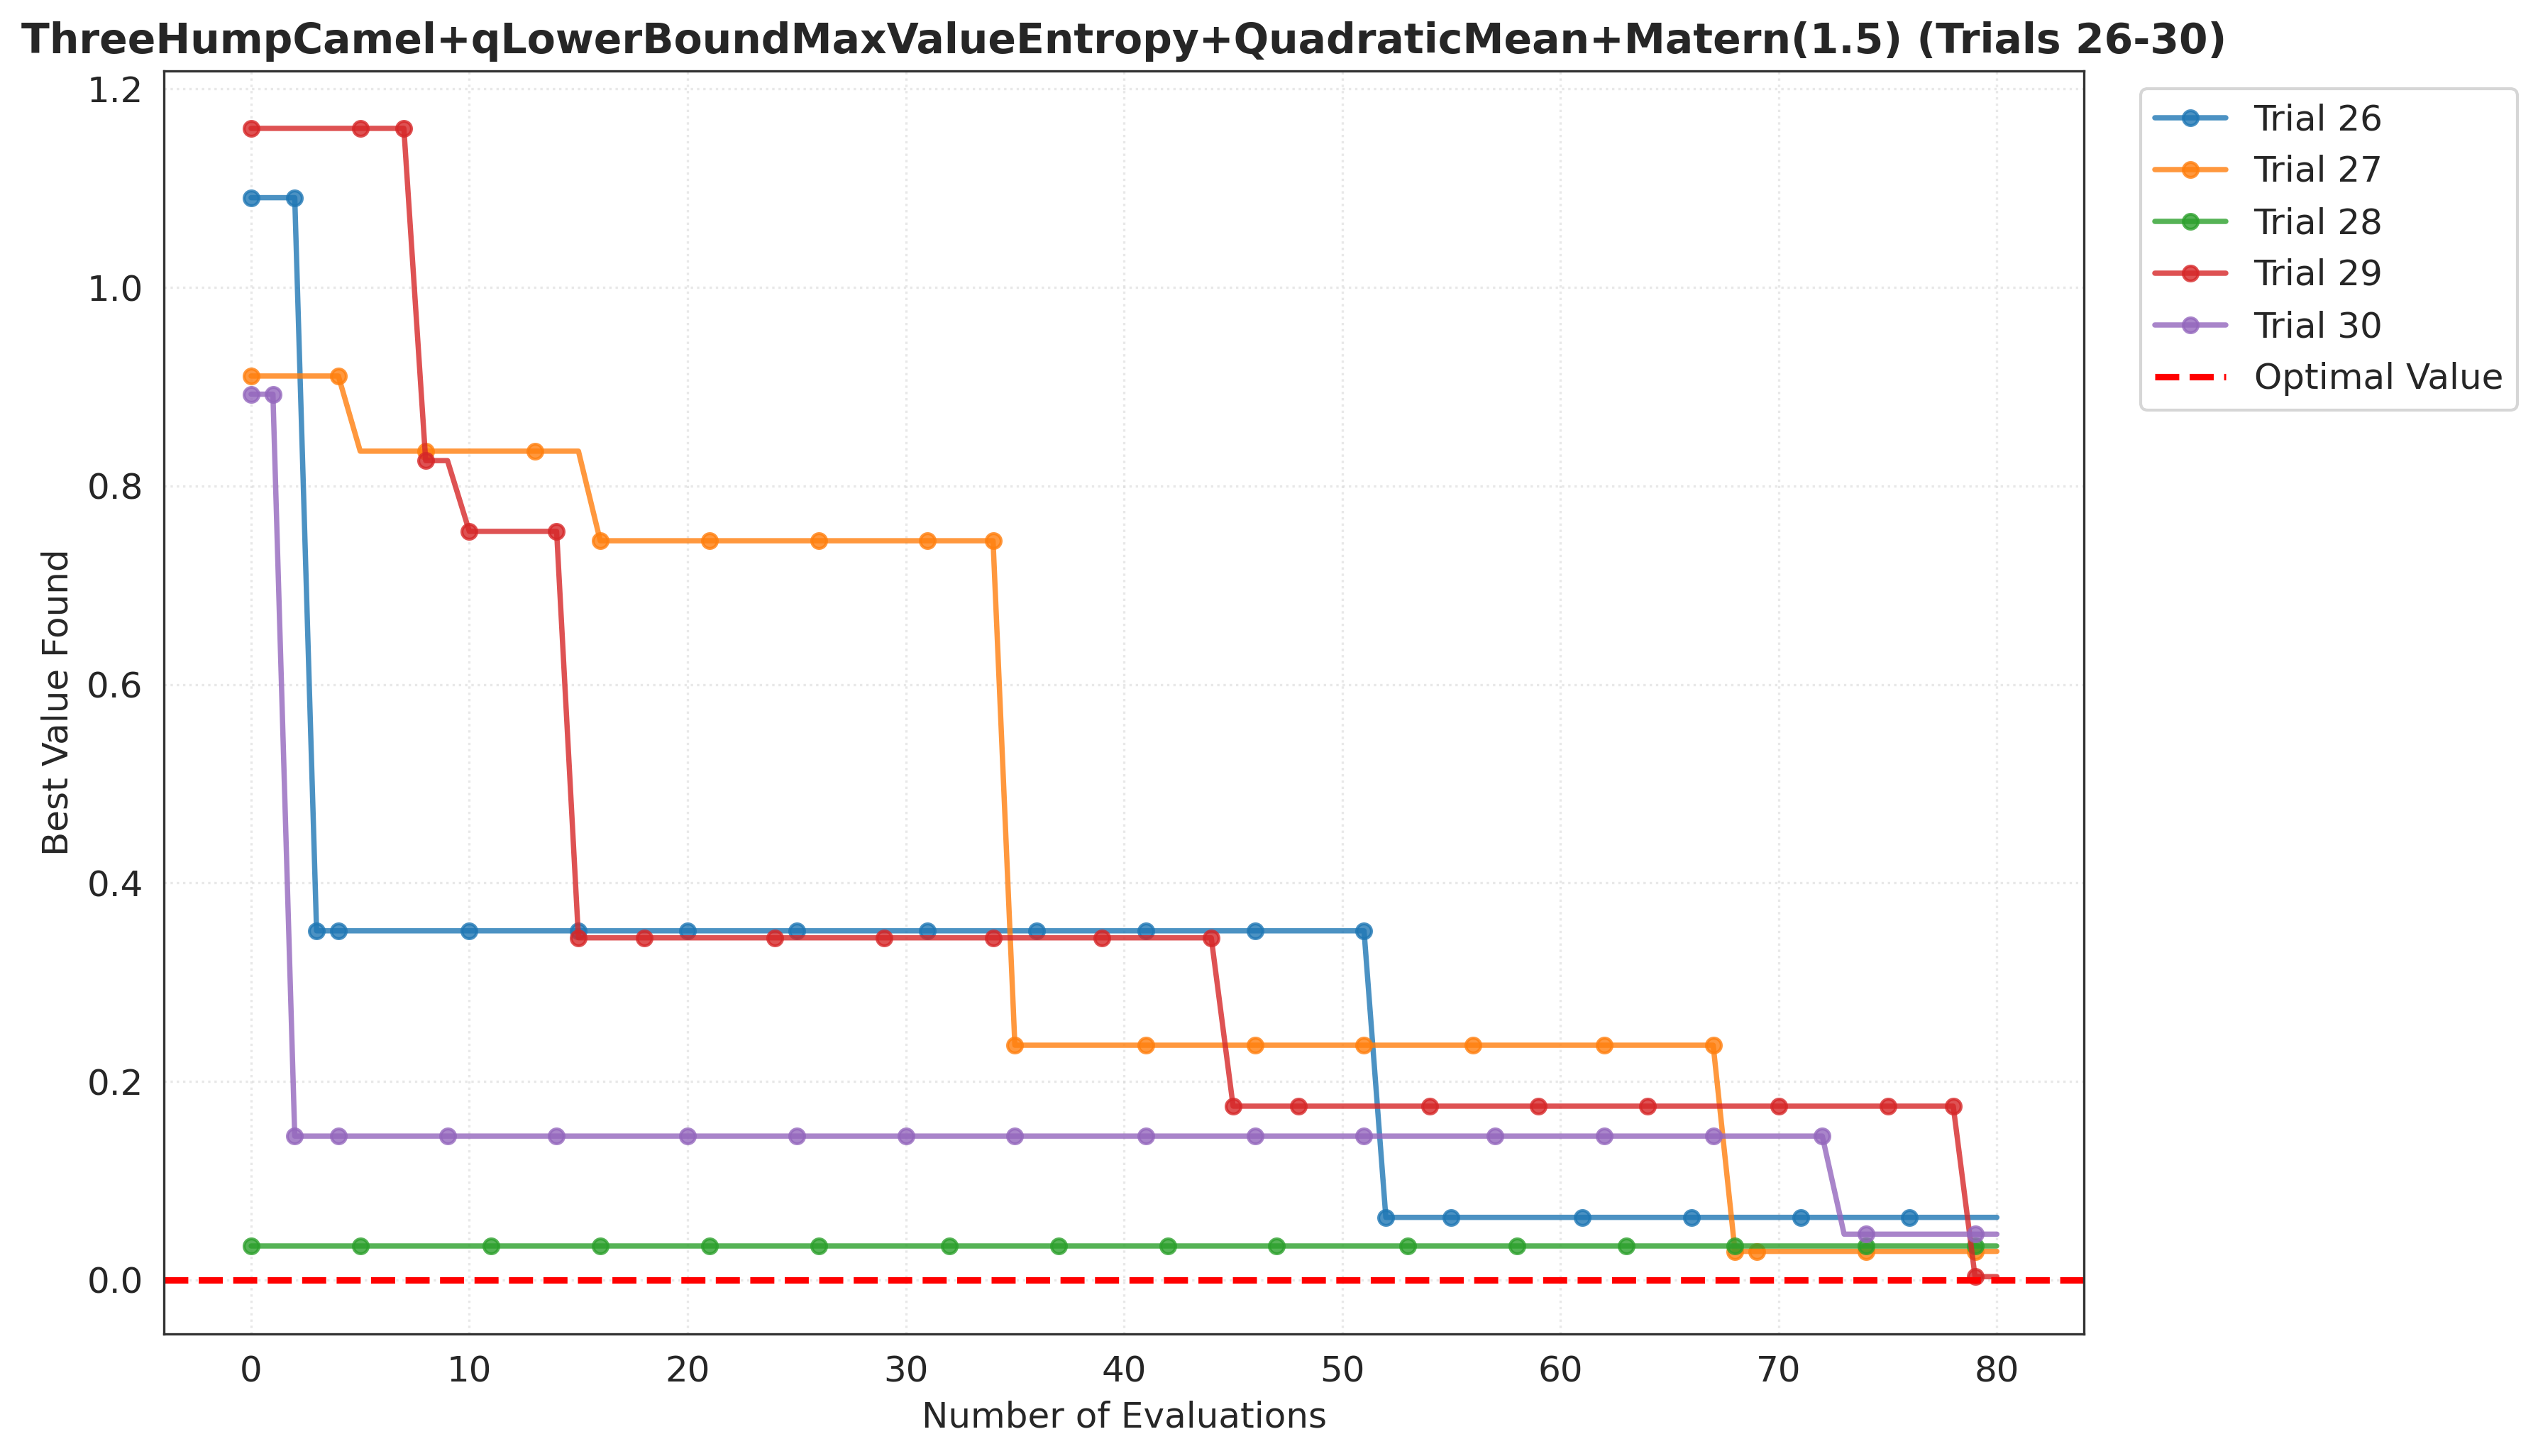 ThreeHumpCamel+qLowerBoundMaxValueEntropy+QuadraticMean+Matern(1.5) (Trials 26-30)
1.2
1.0
0.8
0.6
0.4
0.2
0.0
Best Value Found
0 10 20 30 40 50 60 70 80
Number of Evaluations
Trial 26
Trial 27
Trial 28
Trial 29
Trial 30
Optimal Value